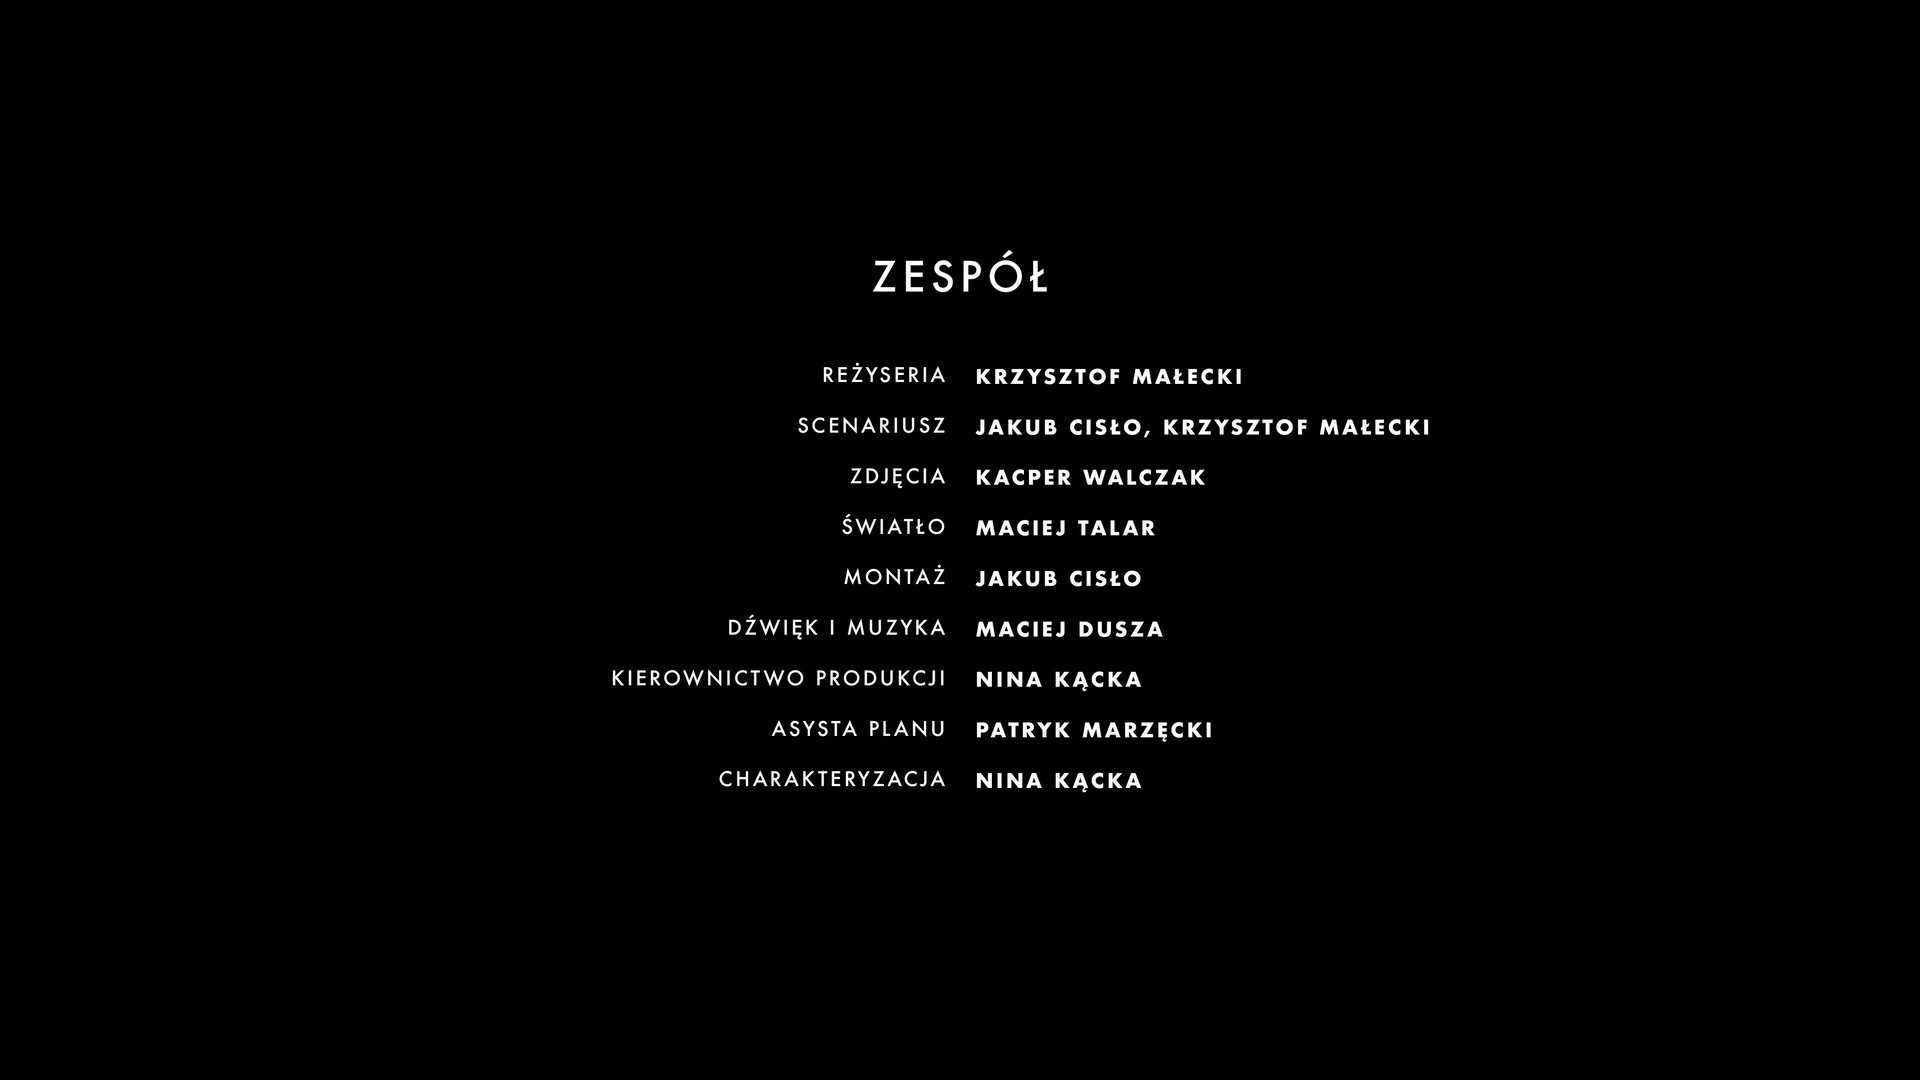 ZESPÓŁ
REŻYSERIA KRZYSZTOF MAŁECKI
SCENARIUSZ JAKUB CISŁO, KRZYSZTOF MAŁECKI
ZDJĘCIA KACPER WALCZAK
ŚWIATŁO MACIEJ TALAR
MONTAŻ JAKUB CISŁO
DŹWIĘK I MUZYKA MACIEJ DUSZA
KIEROWNICTWO PRODUKCJI NINA KĄCKA
ASYSTA PLANU PATRYK MARZĘCKI
CHARAKTERYZACJA NINA KĄCKA